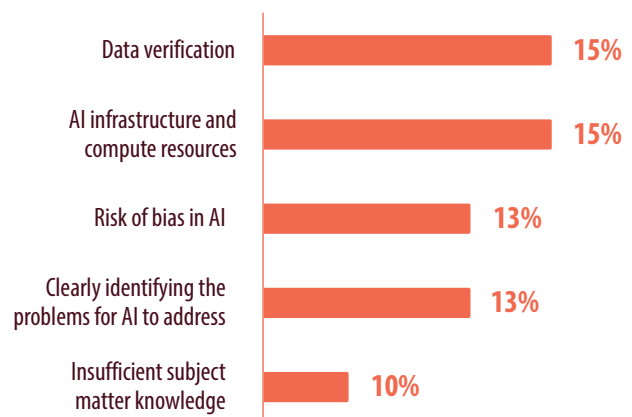 Data verification
15%
AI infrastructure and
compute resources
15%
Risk of bias in AI
13%
Clearly identifying the
problems for AI to address
13%
Insufficient subject
matter knowledge
10%